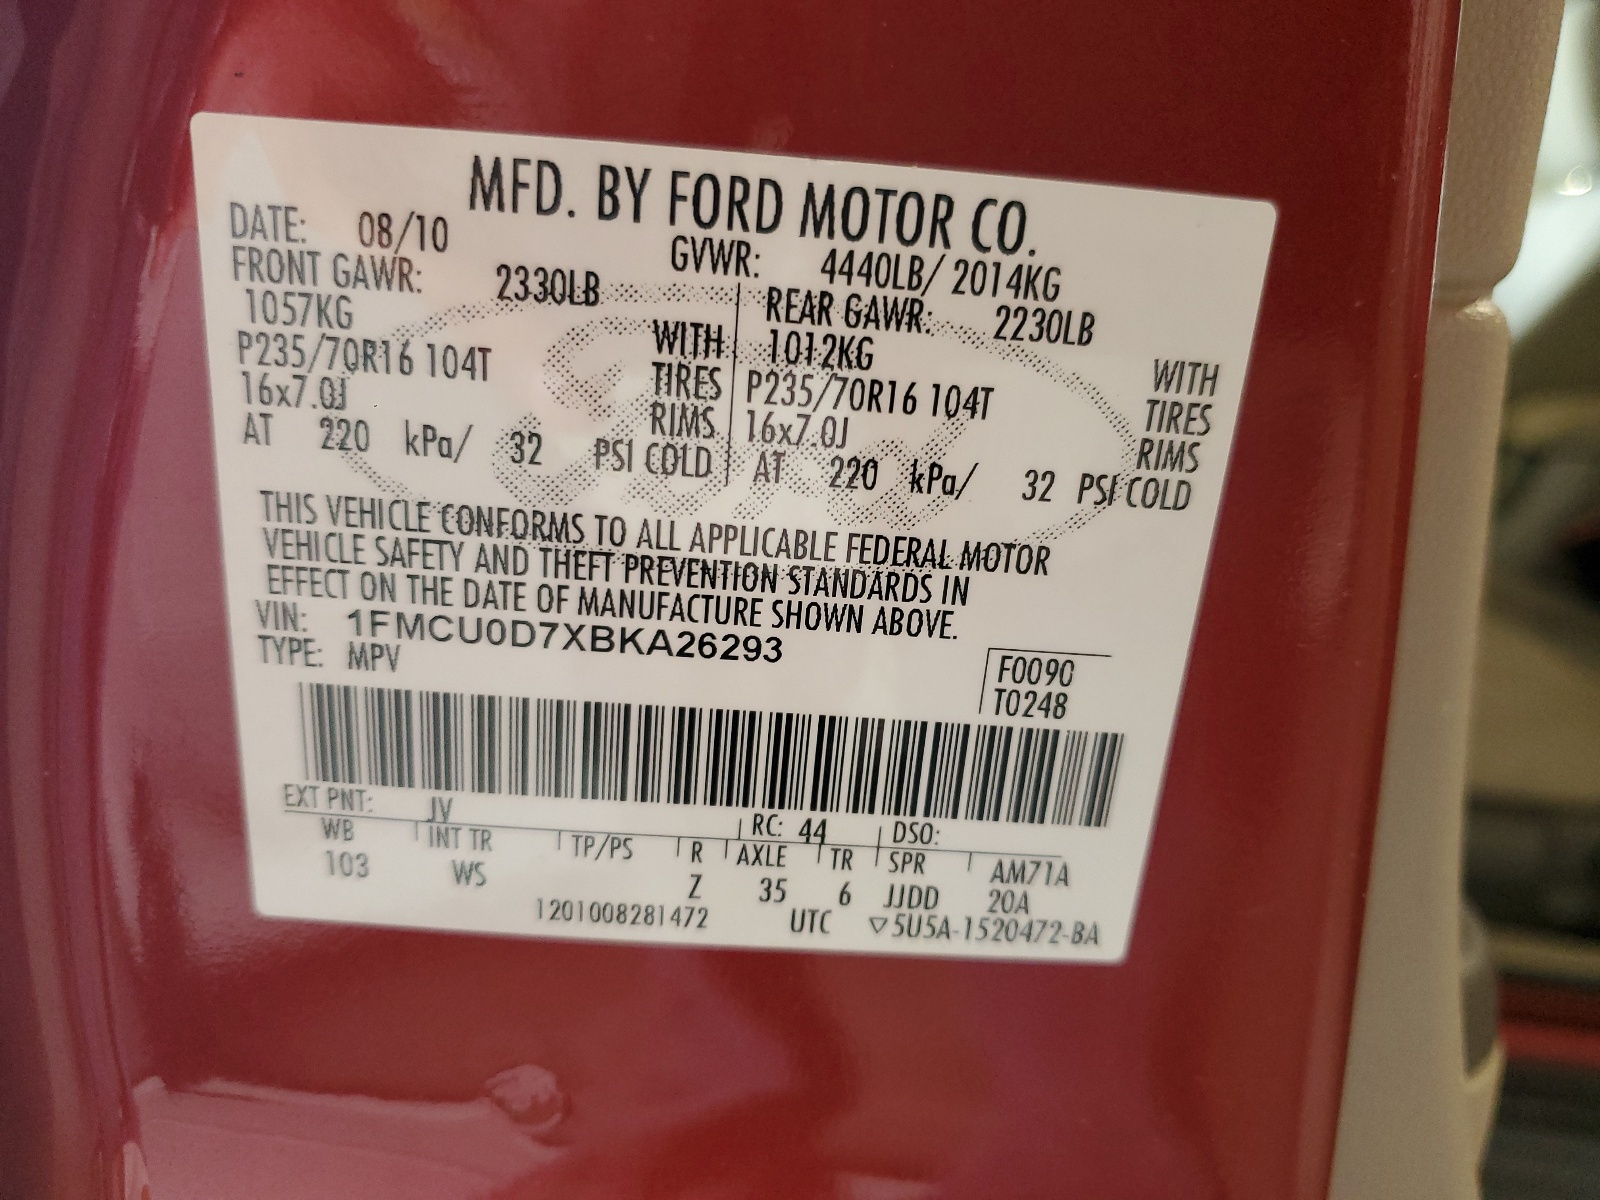 MFD. BY FORD MOTOR CO.
DATE: 08/10 GVWR: 4440LB/ 2014KG
FRONT GAWR: 2330LB REAR GAWR: 2230LB
1057KG WITH 1012KG WITH
P235/70R16 104T TIRES P235/70R16 104T TIRES
16x7.0J RIMS 16x7.0J RIMS
AT 220 kPa/ 32 PSI COLD AT 220 kPa/ 32 PSI COLD
THIS VEHICLE CONFORMS TO ALL APPLICABLE FEDERAL MOTOR
VEHICLE SAFETY AND THEFT PREVENTION STANDARDS IN
EFFECT ON THE DATE OF MANUFACTURE SHOWN ABOVE.
VIN: 1FMCU0D7XBKA26293
TYPE: MPV
F0090
T0248
EXT PNT: JV RC: 44 DSO:
WB INT TR TP/PS R AXLE TR SPR AM71A
103 WS Z 35 6 JJDD 20A
1201008281472 UTC ▽5U5A-1520472-BA